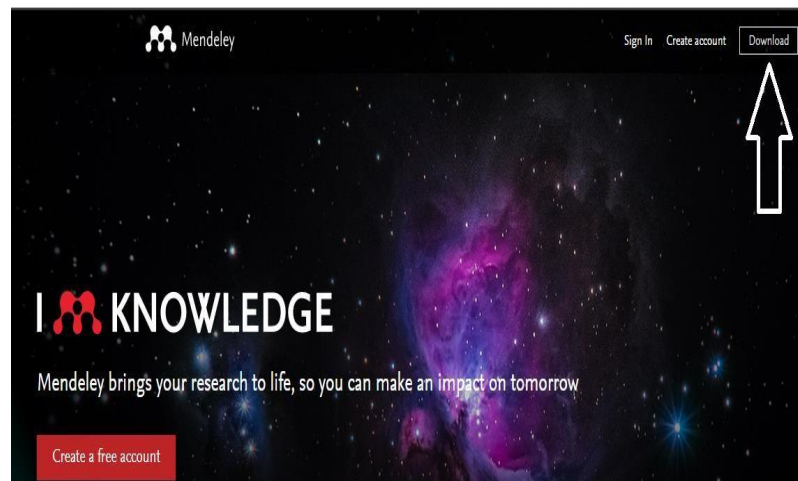 Mendeley
Sign In Create account Download
I KNOWLEDGE
Mendeley brings your research to life, so you can make an impact on tomorrow
Create a free account